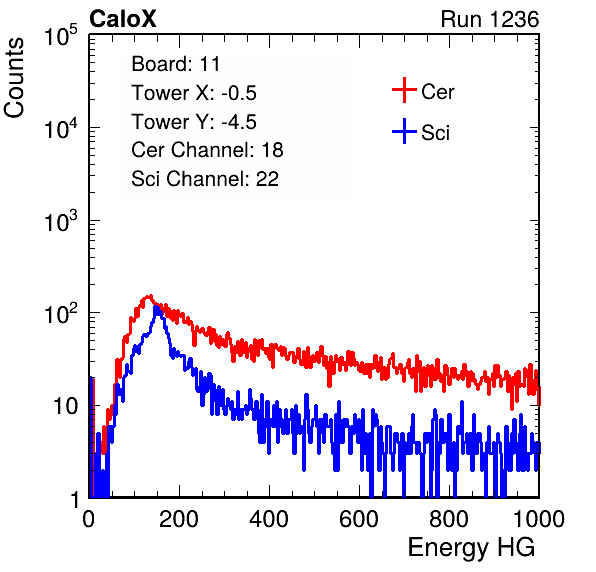 CaloX Run 1236
Counts
10^5
10^4
10^3
10^2
10
1
Board: 11
Tower X: -0.5
Tower Y: -4.5
Cer Channel: 18
Sci Channel: 22
Cer
Sci
0 200 400 600 800 1000
Energy HG